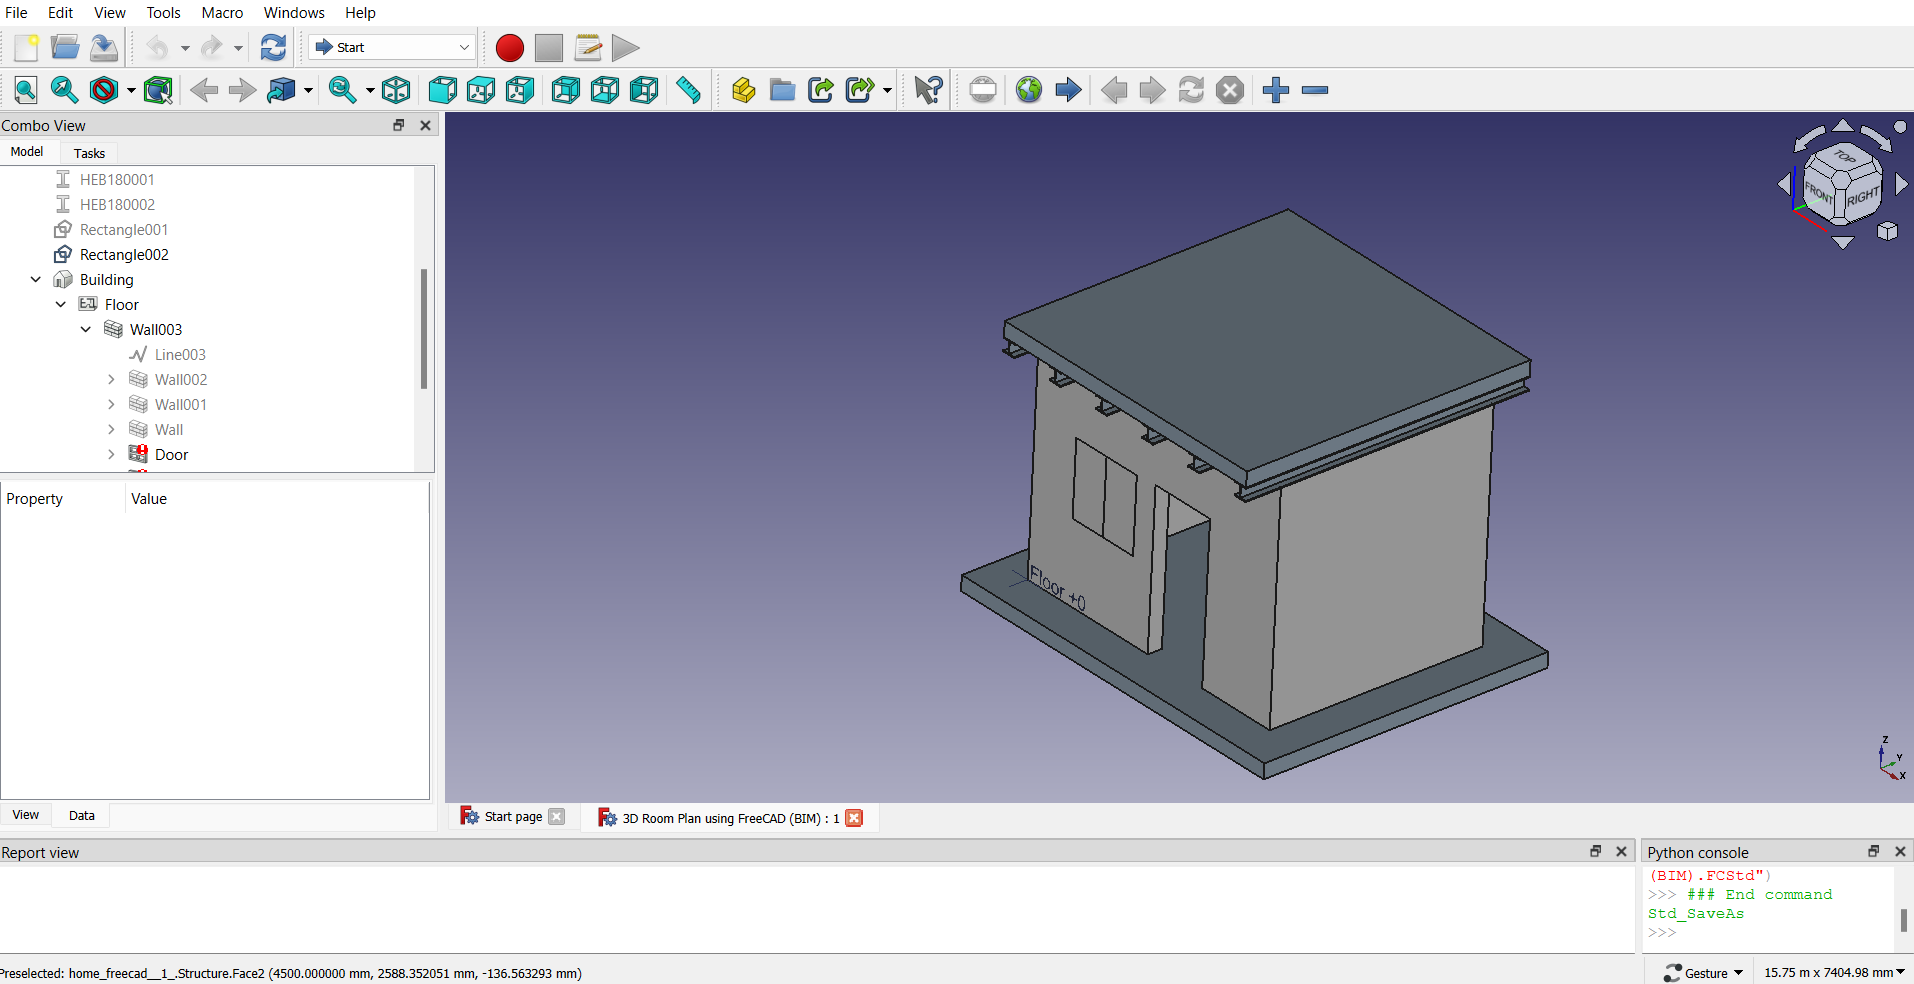 File Edit View Tools Macro Windows Help
Start
Combo View
Model Tasks
HEB180001
HEB180002
Rectangle001
Rectangle002
Building
Floor
Wall003
Line003
Wall002
Wall001
Wall
Door
Property Value
View Data
TOP
FRONT
RIGHT
Floor +0
Z
Y
X
Start page
3D Room Plan using FreeCAD (BIM) : 1
Report view
Python console
(BIM).FCStd")
>>> ### End command
Std_SaveAs
>>>
Preselected: home_freecad__1_.Structure.Face2 (4500.000000 mm, 2588.352051 mm, -136.563293 mm)
Gesture
15.75 m x 7404.98 mm